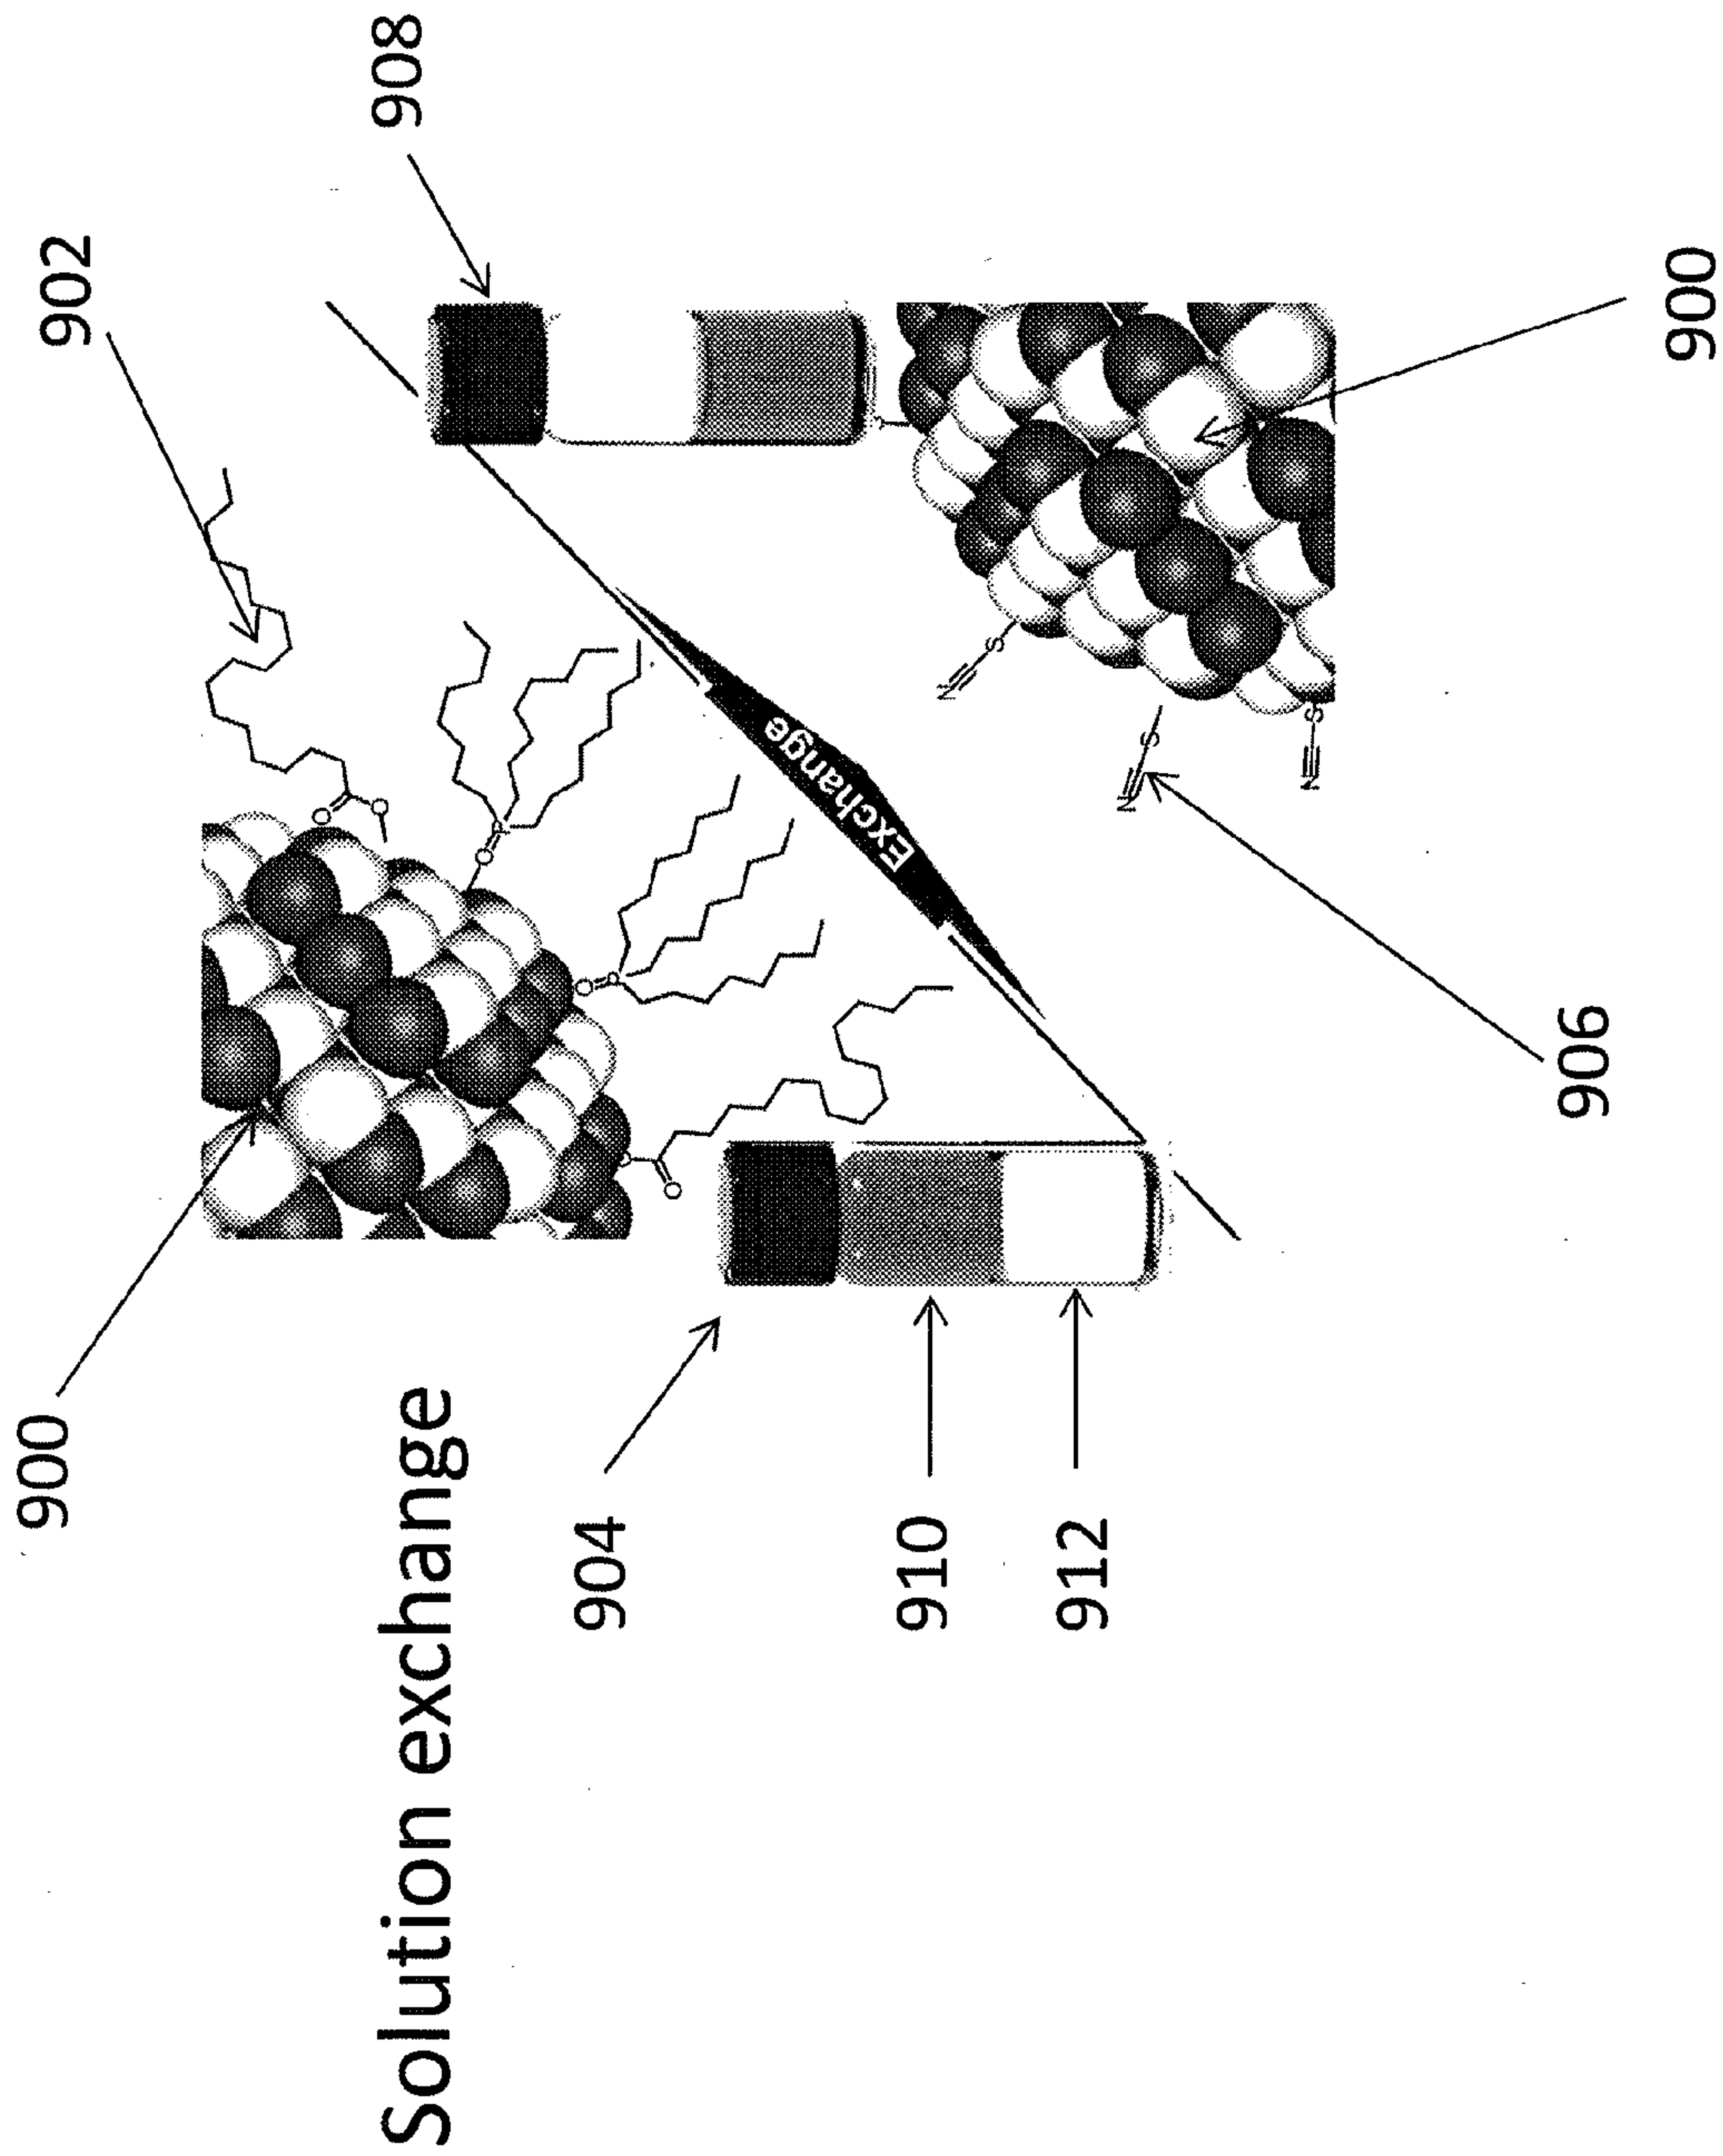 900
902
Solution exchange
908
O
O
O
O
904
O
Exchange
910
N S
912
N S
N S
906
900